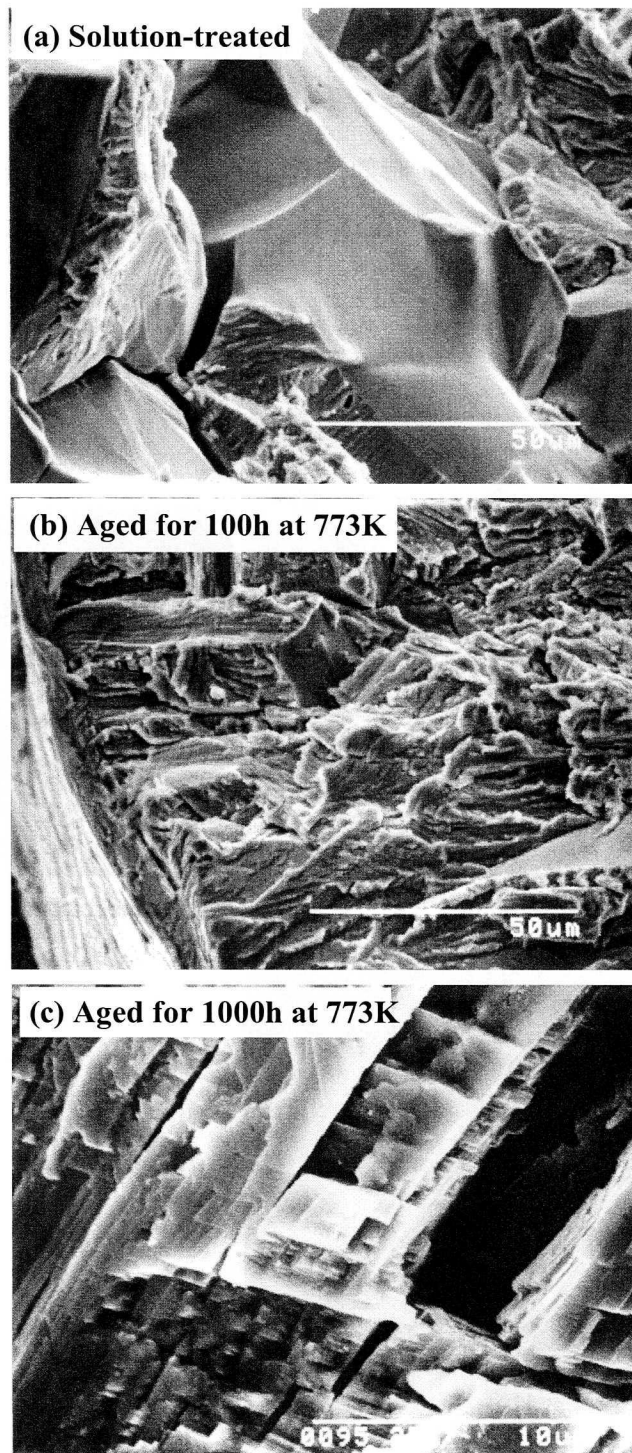 (a) Solution-treated
50um
(b) Aged for 100h at 773K
50um
(c) Aged for 1000h at 773K
0095 10u